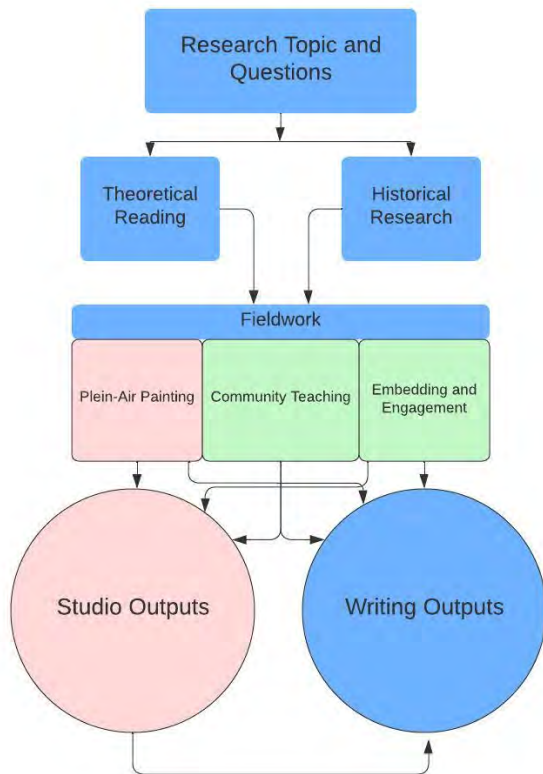 Research Topic and
Questions
Theoretical
Reading
Historical
Research
Fieldwork
Plein-Air Painting
Community Teaching
Embedding and
Engagement
Studio Outputs
Writing Outputs